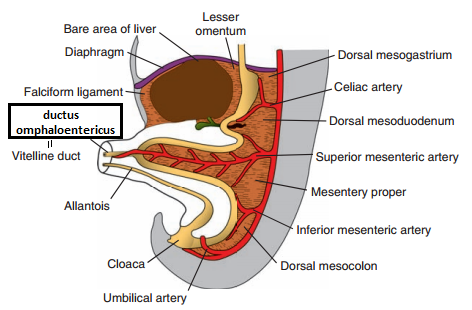 Lesser
omentum
Bare area of liver
Diaphragm
Dorsal mesogastrium
Falciform ligament
Celiac artery
ductus
omphaloentericus
Dorsal mesoduodenum
=
Vitelline duct
Superior mesenteric artery
Mesentery proper
Allantois
Inferior mesenteric artery
Cloaca
Dorsal mesocolon
Umbilical artery